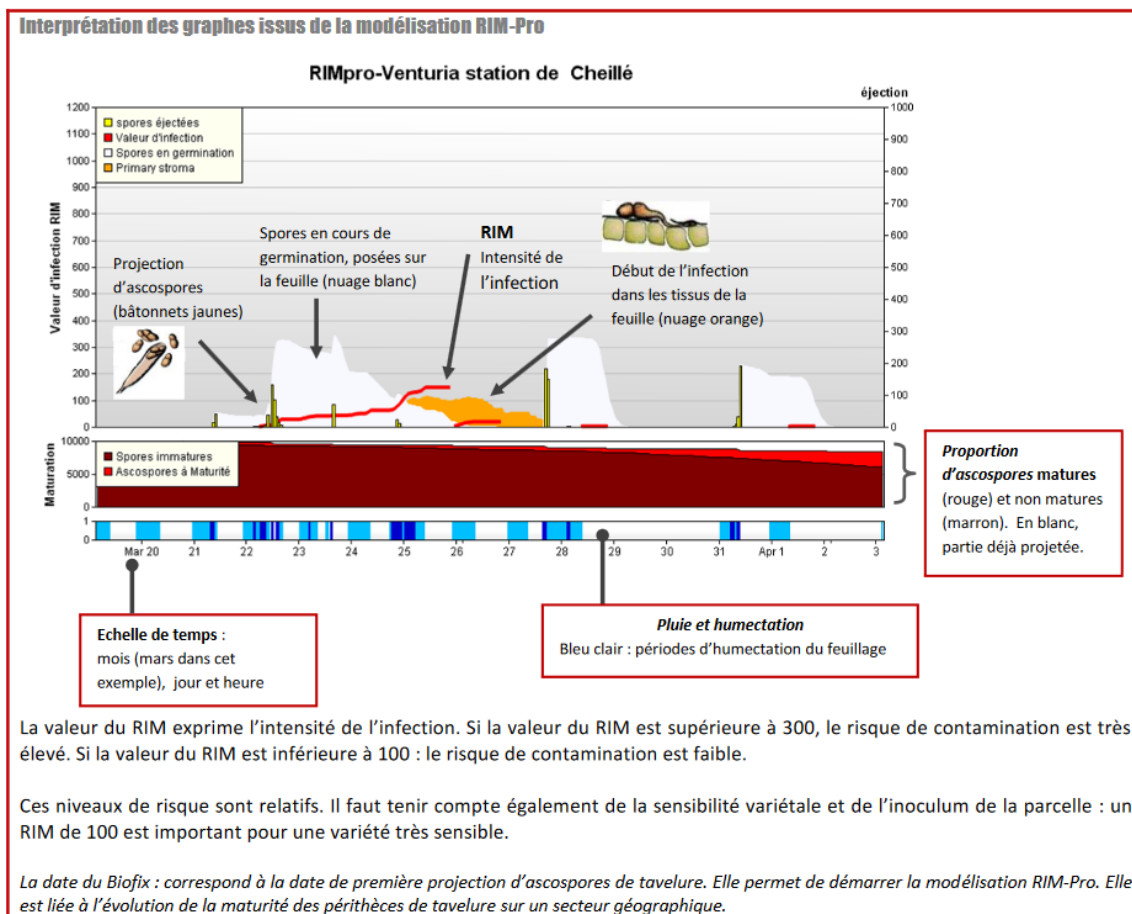 Interprétation des graphes issus de la modélisation RIM-Pro
RIMpro-Venturia station de Cheillé
éjection
Valeur d'infection RIM
1200
1100
1000
900
800
700
600
500
400
300
200
100
0
1000
900
800
700
600
500
400
300
200
100
0
spores éjectées
Valeur d'infection
Spores en germination
Primary stroma
Projection
d'ascospores
(bâtonnets jaunes)
Spores en cours de
germination, posées sur
la feuille (nuage blanc)
RIM
Intensité de
l'infection
Début de l'infection
dans les tissus de la
feuille (nuage orange)
Maturation
10000
5000
0
Spores immatures
Ascospores à Maturité
1
0
Mar 20 21 22 23 24 25 26 27 28 29 30 31 Apr 1 2 3
Proportion
d'ascospores matures
(rouge) et non matures
(marron). En blanc,
partie déjà projetée.
Echelle de temps :
mois (mars dans cet
exemple), jour et heure
Pluie et humectation
Bleu clair : périodes d'humectation du feuillage
La valeur du RIM exprime l'intensité de l'infection. Si la valeur du RIM est supérieure à 300, le risque de contamination est très
élevé. Si la valeur du RIM est inférieure à 100 : le risque de contamination est faible.
Ces niveaux de risque sont relatifs. Il faut tenir compte également de la sensibilité variétale et de l'inoculum de la parcelle : un
RIM de 100 est important pour une variété très sensible.
La date du Biofix : correspond à la date de première projection d'ascospores de tavelure. Elle permet de démarrer la modélisation RIM-Pro. Elle
est liée à l'évolution de la maturité des périthèces de tavelure sur un secteur géographique.